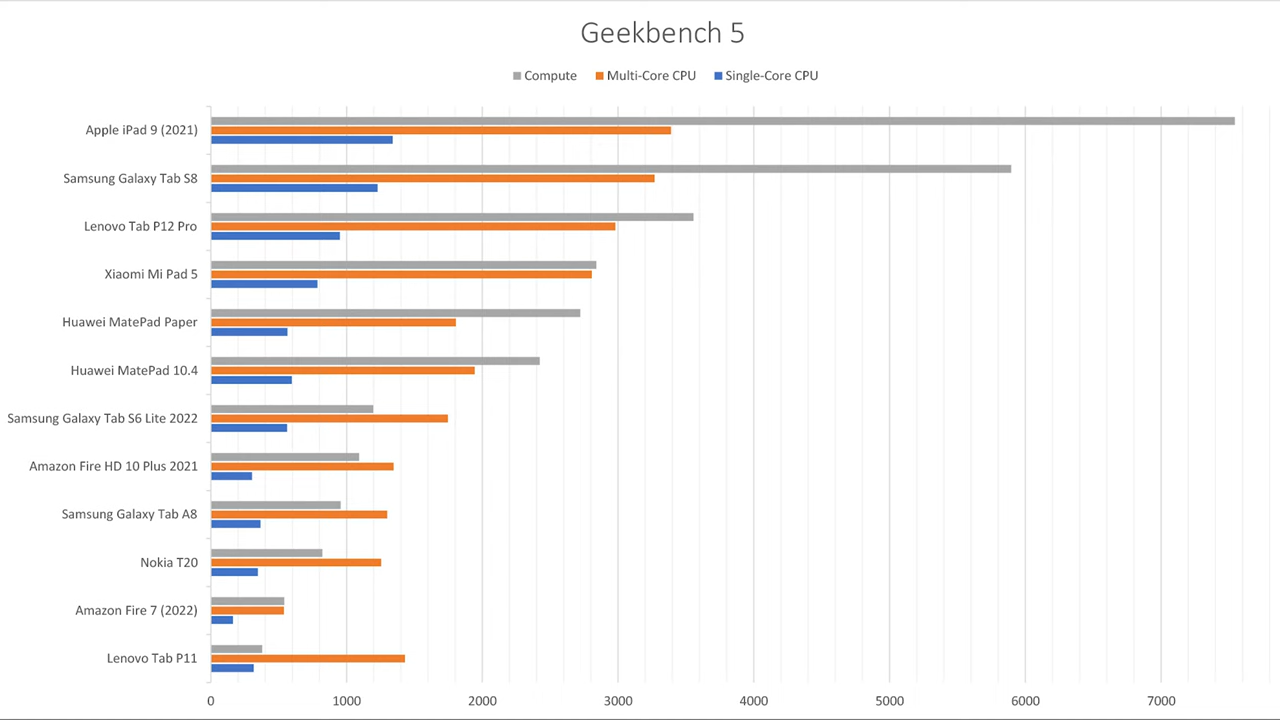 Geekbench 5
Compute Multi-Core CPU Single-Core CPU
Apple iPad 9 (2021)
Samsung Galaxy Tab S8
Lenovo Tab P12 Pro
Xiaomi Mi Pad 5
Huawei MatePad Paper
Huawei MatePad 10.4
Samsung Galaxy Tab S6 Lite 2022
Amazon Fire HD 10 Plus 2021
Samsung Galaxy Tab A8
Nokia T20
Amazon Fire 7 (2022)
Lenovo Tab P11
0 1000 2000 3000 4000 5000 6000 7000